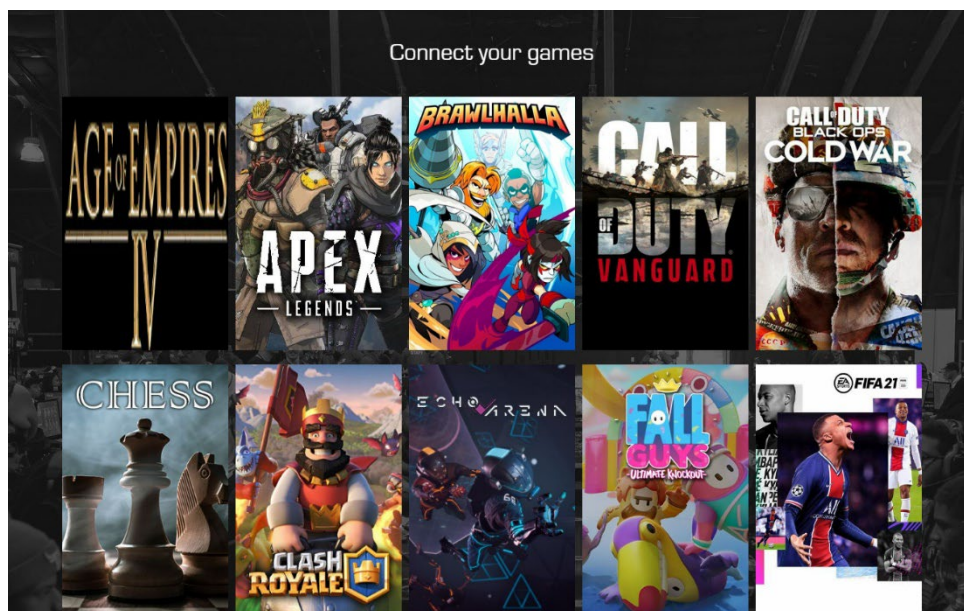 Connect your games
AGE OF EMPIRES
IV
APEX
LEGENDS
BRAWLHALLA
CALL
OF DUTY
VANGUARD
CALL OF DUTY
BLACK OPS
COLD WAR
CHESS
CLASH
ROYALE
ECHO ARENA
FALL
GUYS
ULTIMATE KNOCKOUT
EA SPORTS FIFA 21